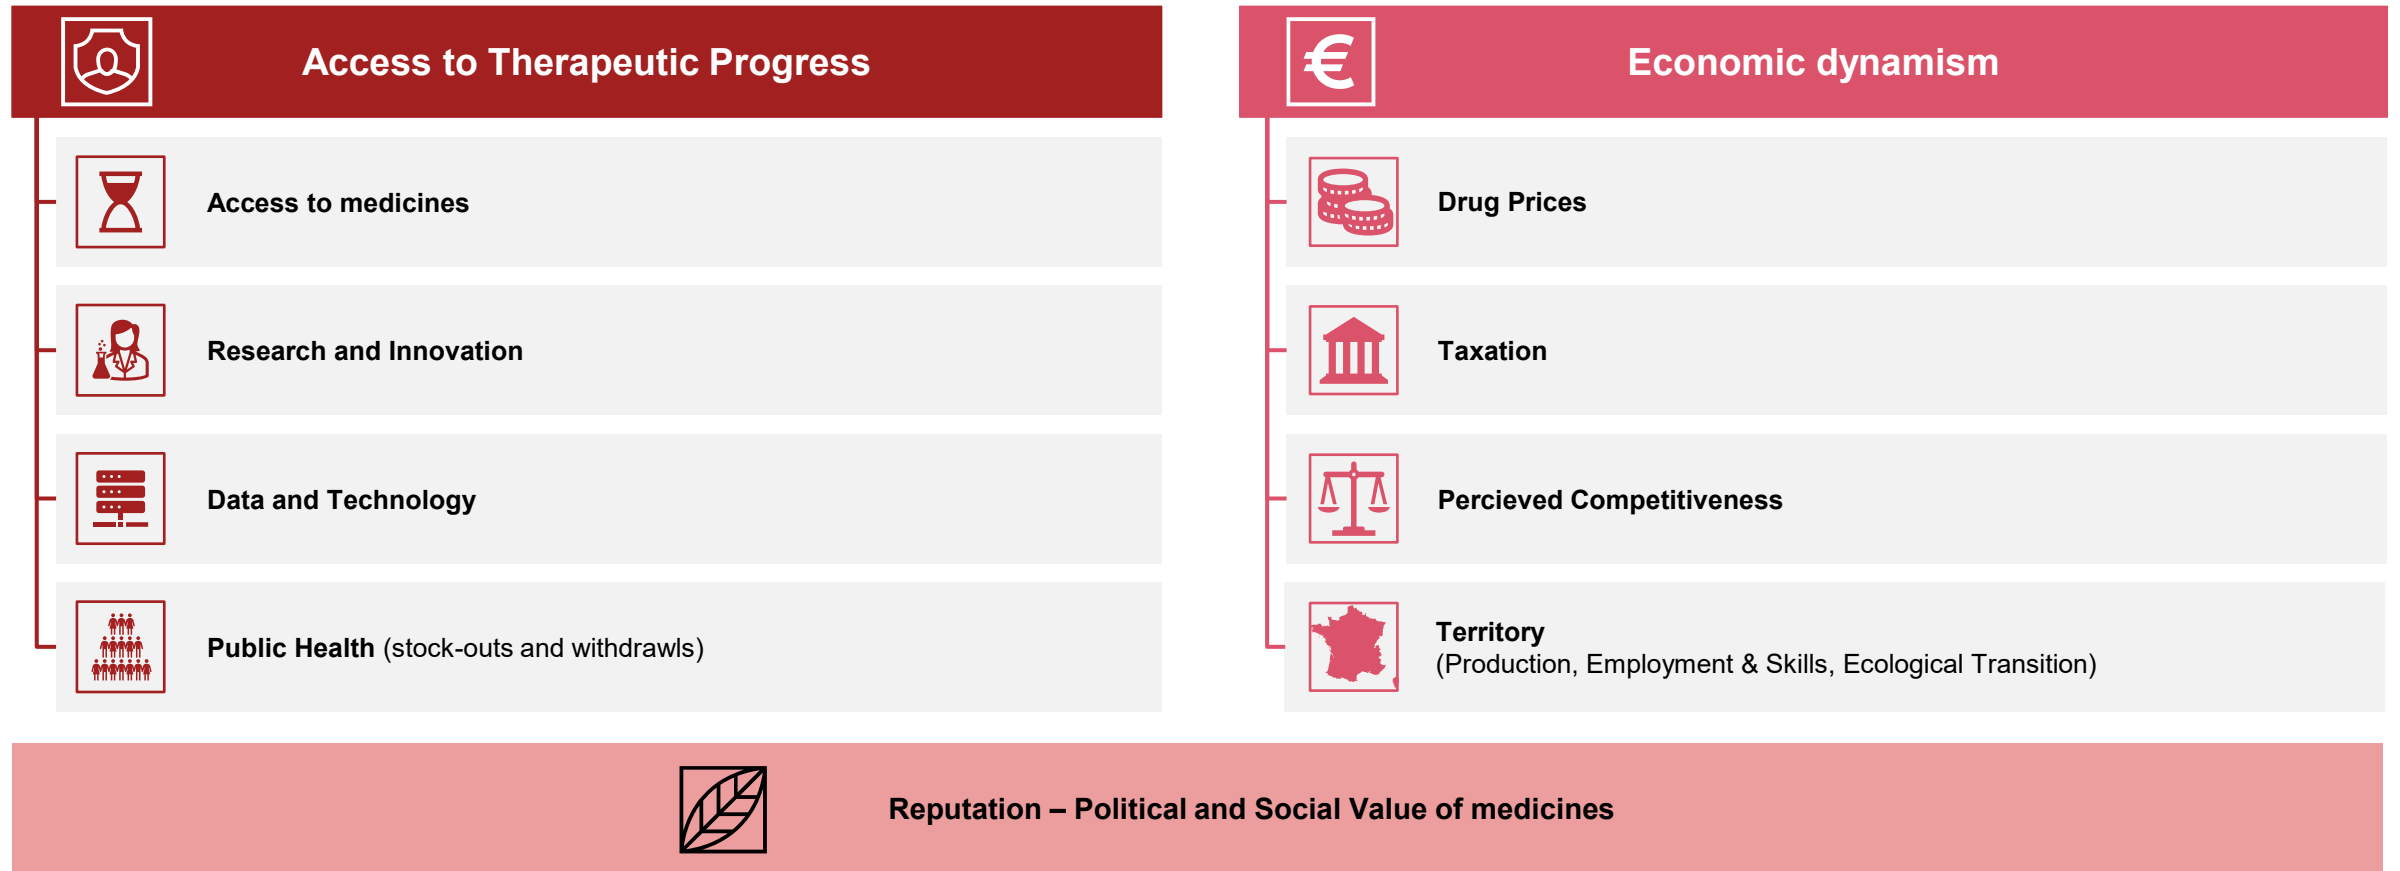 Access to Therapeutic Progress
Access to medicines
Research and Innovation
Data and Technology
Public Health (stock-outs and withdrawls)
€
Economic dynamism
Drug Prices
Taxation
Percieved Competitiveness
Territory
(Production, Employment & Skills, Ecological Transition)
Reputation – Political and Social Value of medicines